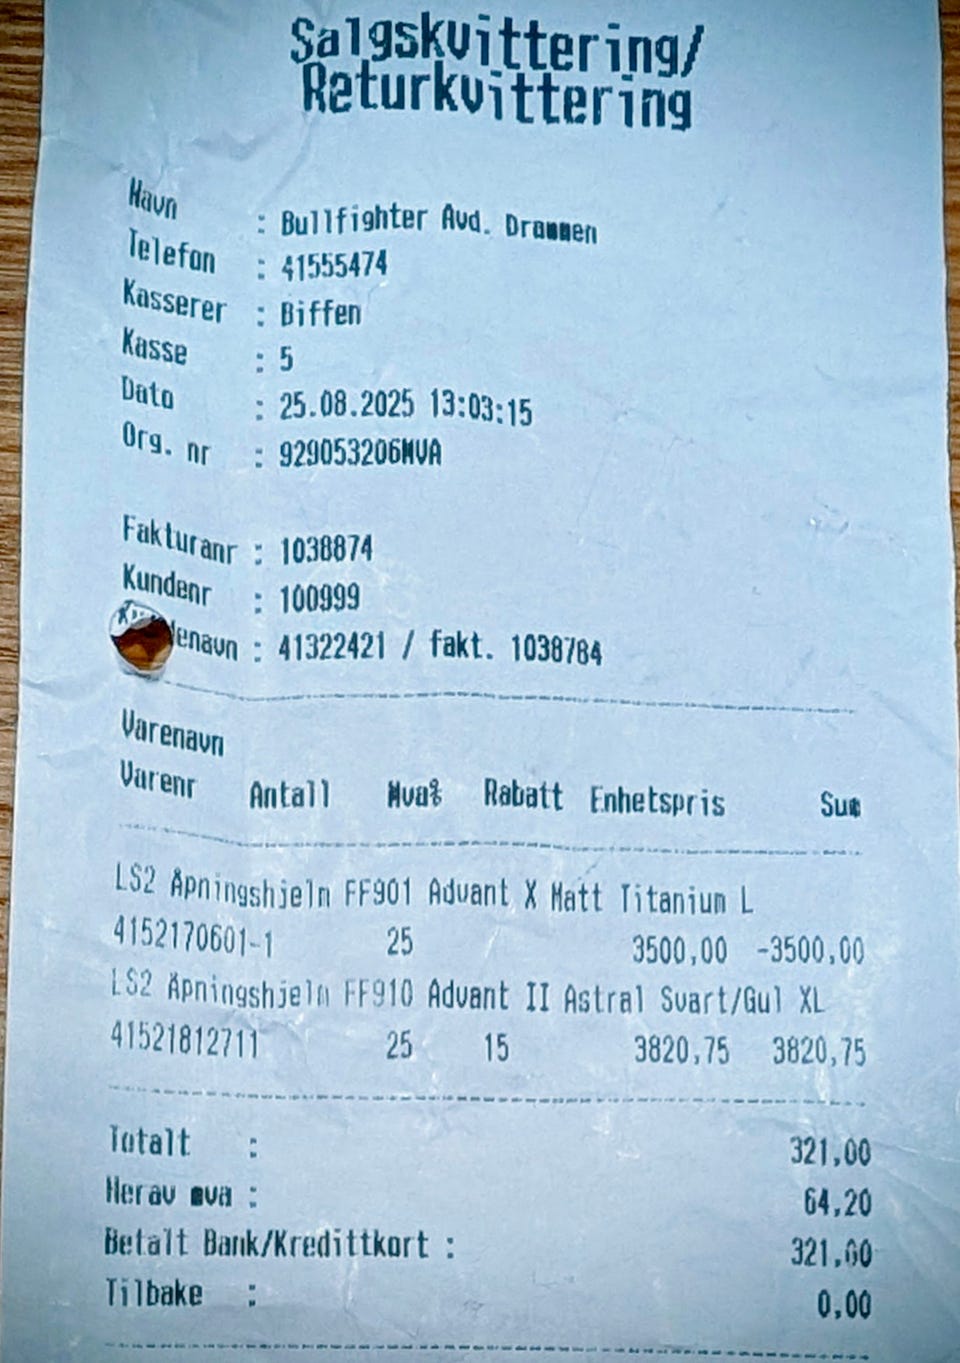 Salgskvittering/
Returkvittering
Navn : Bullfighter Avd. Drammen
Telefon : 41555474
Kasserer : Biffen
Kasse : 5
Dato : 25.08.2025 13:03:15
Org. nr : 929053206MVA
Fakturanr : 1038874
Kundenr : 100999
enavn : 41322421 / fakt. 1038784
Varenavn
Varenr Antall Mva% Rabatt Enhetspris Sum
LS2 Åpningshjelm FF901 Advant X Matt Titanium L
4152170601-1 25 3500,00 -3500,00
LS2 Åpningshjelm FF910 Advant II Astral Svart/Gul XL
41521812711 25 15 3820,75 3820,75
Totalt : 321,00
Herav mva : 64,20
Betalt Bank/Kredittkort : 321,00
Tilbake : 0,00